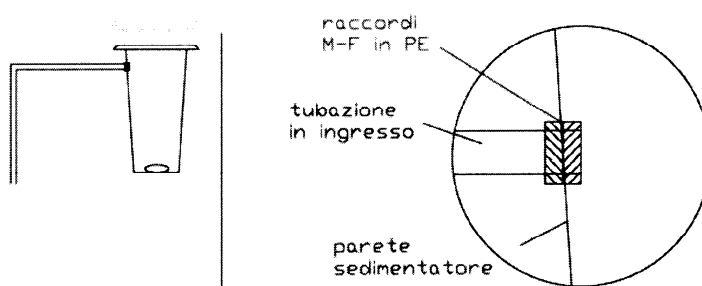 raccordi
M-F in PE
tubazione
in ingresso
parete
sedimentatore